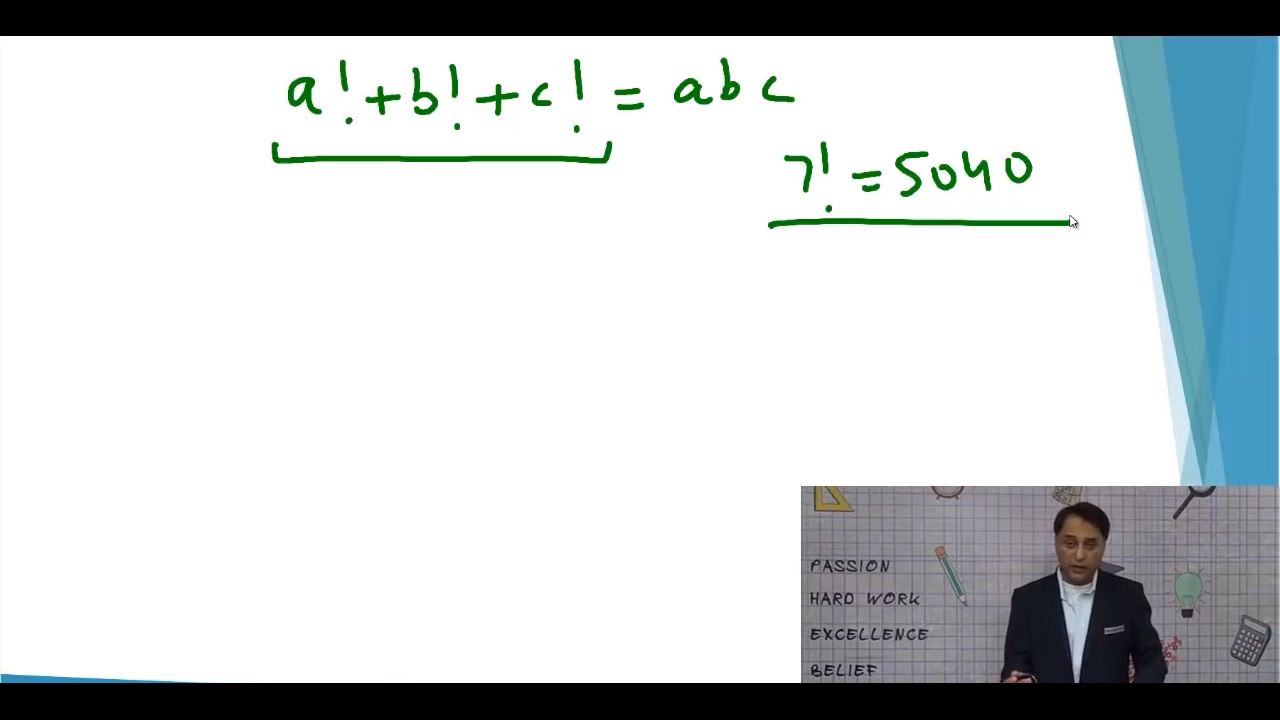 a! + b! + c! = abc
7! = 5040
PASSION
HARD WORK
EXCELLENCE
BELIEF